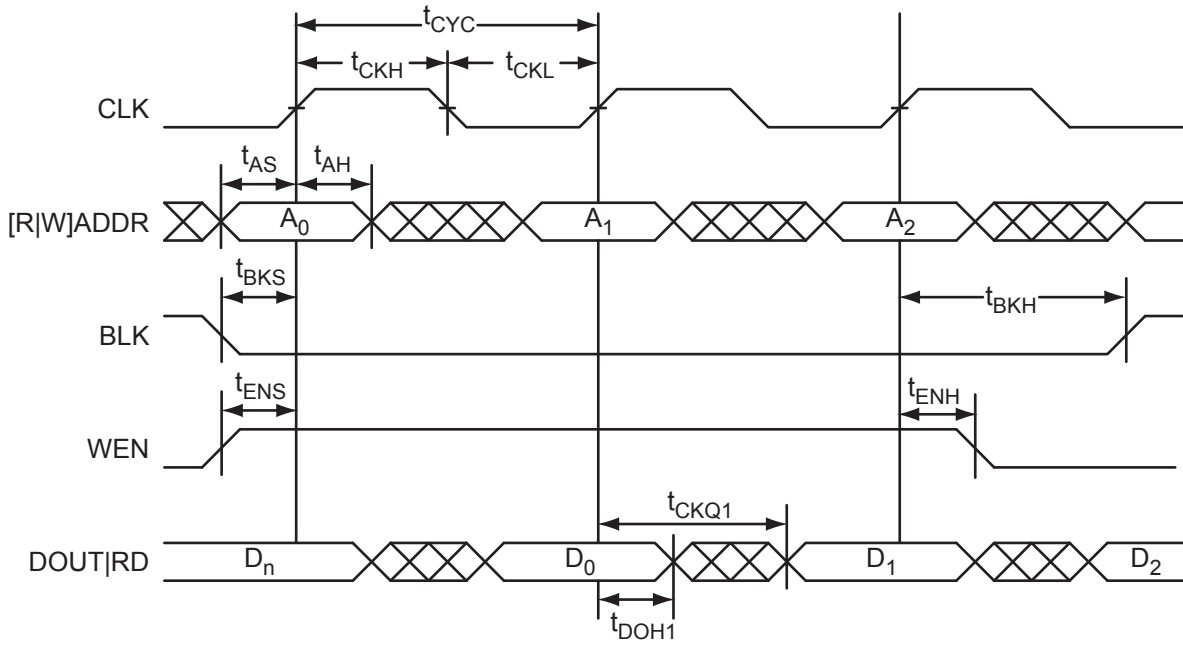 tCYC
tCKH tCKL
CLK
tAS tAH
[R|W]ADDR A0 A1 A2
tBKS tBKH
BLK
tENS tENH
WEN
tCKQ1
DOUT|RD Dn D0 D1 D2
tDOH1